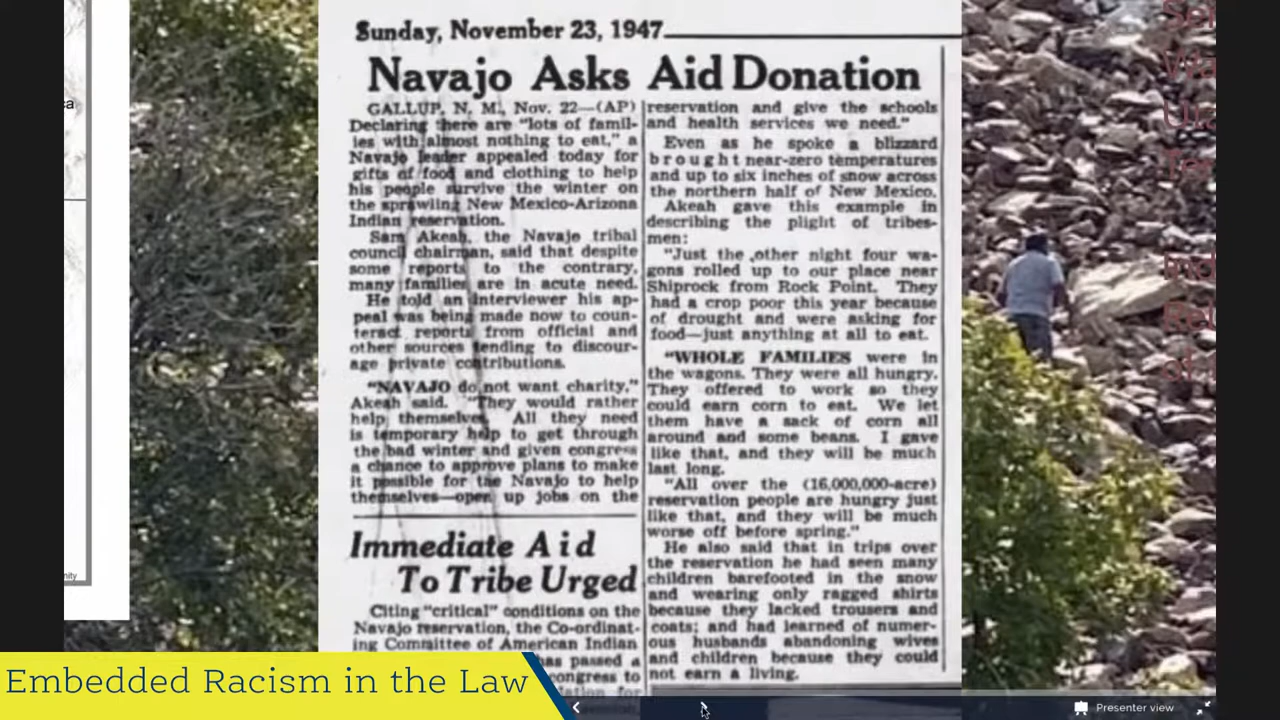 Sunday, November 23, 1947
Navajo Asks Aid Donation
GALLUP, N. M., Nov. 22—(AP)
Declaring there are "lots of famil-
ies with almost nothing to eat," a
Navajo leader appealed today for
gifts of food and clothing to help
his people survive the winter on
the sprawling New Mexico-Arizona
Indian reservation.
Sam Akeah, the Navajo tribal
council chairman, said that despite
some reports to the contrary,
many families are in acute need.
He told an interviewer his ap-
peal was being made now to coun-
teract reports from official and
other sources tending to discour-
age private contributions.
"NAVAJO do not want charity,"
Akeah said. "They would rather
help themselves. All they need
is temporary help to get through
the bad winter and given congress
a chance to approve plans to make
it possible for the Navajo to help
themselves—open up jobs on the
reservation and give the schools
and health services we need."
Even as he spoke a blizzard
brought near-zero temperatures
and up to six inches of snow across
the northern half of New Mexico.
Akeah gave this example in
describing the plight of tribes-
men:
"Just the other night four wa-
gons rolled up to our place near
Shiprock from Rock Point. They
had a crop poor this year because
of drought and were asking for
food—just anything at all to eat.
"WHOLE FAMILIES were in
the wagons. They were all hungry.
They offered to work so they
could earn corn to eat. We let
them have a sack of corn all
around and some beans. I gave
like that, and they will be much
last long.
"All over the (16,000,000-acre)
reservation people are hungry just
like that, and they will be much
worse off before spring."
He also said that in trips over
the reservation he had seen many
children barefooted in the snow
and wearing only ragged shirts
because they lacked trousers and
coats; and had learned of numer-
ous husbands abandoning wives
and children because they could
not earn a living.
Immediate Aid
To Tribe Urged
Citing "critical" conditions on the
Navajo reservation, the Co-ordinat-
ing Committee of American Indian
has passed a
congress to
for
Embedded Racism in the Law
Presenter view